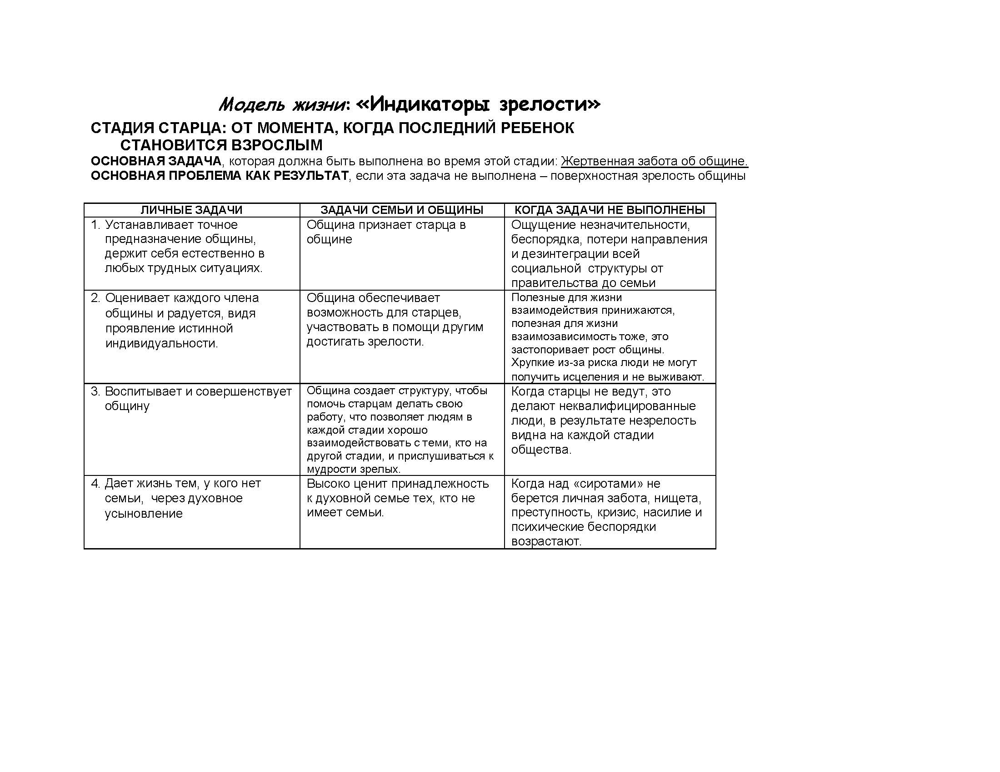 Модель жизни: «Индикаторы зрелости»
СТАДИЯ СТАРЦА: ОТ МОМЕНТА, КОГДА ПОСЛЕДНИЙ РЕБЕНОК
СТАНОВИТСЯ ВЗРОСЛЫМ
ОСНОВНАЯ ЗАДАЧА, которая должна быть выполнена во время этой стадии: Жертвенная забота об общине.
ОСНОВНАЯ ПРОБЛЕМА КАК РЕЗУЛЬТАТ, если эта задача не выполнена – поверхностная зрелость общины
ЛИЧНЫЕ ЗАДАЧИ
ЗАДАЧИ СЕМЬИ И ОБЩИНЫ
КОГДА ЗАДАЧИ НЕ ВЫПОЛНЕНЫ
1. Устанавливает точное
предназначение общины,
держит себя естественно в
любых трудных ситуациях.
Община признает старца в
общине
Ощущение незначительности,
беспорядка, потери направления
и дезинтеграции всей
социальной  структуры от
правительства до семьи
2. Оценивает каждого члена
общины и радуется, видя
проявление истинной
индивидуальности.
Община обеспечивает
возможность для старцев,
участвовать в помощи другим
достигать зрелости.
Полезные для жизни
взаимодействия принижаются,
полезная для жизни
взаимозависимость тоже, это
застопоривает рост общины.
Хрупкие из-за риска люди не могут
получить исцеления и не выживают.
3. Воспитывает и совершенствует
общину
Община создает структуру, чтобы
помочь старцам делать свою
работу, что позволяет людям в
каждой стадии хорошо
взаимодействовать с теми, кто на
другой стадии, и прислушиваться к
мудрости зрелых.
Когда старцы не ведут, это
делают неквалифицированные
люди, в результате незрелость
видна на каждой стадии
общества.
4. Дает жизнь тем, у кого нет
семьи,  через духовное
усыновление
Высоко ценит принадлежность
к духовной семье тех, кто не
имеет семьи.
Когда над «сиротами» не
берется личная забота, нищета,
преступность, кризис, насилие и
психические беспорядки
возрастают.